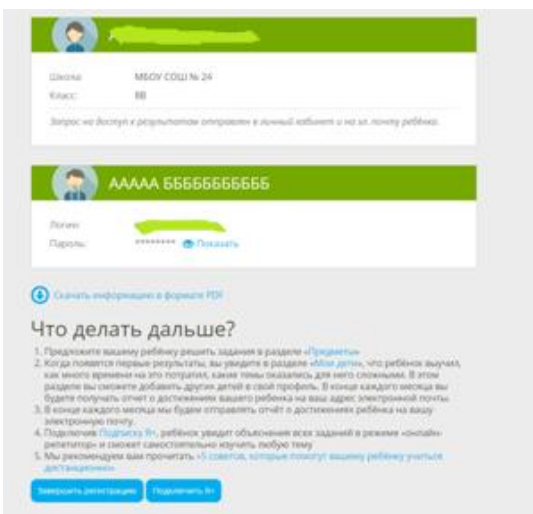 Школа: МБОУ СОШ № 24
Класс: 8В
Запрос на доступ к результатам отправлен в личный кабинет и на эл. почту ребёнка.
ААААА БББББББББББ
Логин:
Пароль: ******** Показать
Скачать информацию в формате PDF
Что делать дальше?
1. Предложите вашему ребёнку решить задания в разделе «Предметы»
2. Когда появятся первые результаты, вы увидите в разделе «Мои дети», что ребёнок выучил,
как много времени на это потратил, какие темы оказались для него сложными. В этом
разделе вы сможете добавить других детей в свой профиль. В конце каждого месяца вы
будете получать отчет о достижениях вашего ребенка на ваш адрес электронной почты.
3. В конце каждого месяца мы будем отправлять отчёт о достижениях ребёнка на вашу
электронную почту.
4. Подключив Подписку Я+, ребёнок увидит объяснения всех заданий в режиме «онлайн-
репетитор» и сможет самостоятельно изучить любую тему
5. Мы рекомендуем вам прочитать «5 советов, которые помогут вашему ребёнку учиться
дистанционно»
Завершить регистрацию Подключить Я+